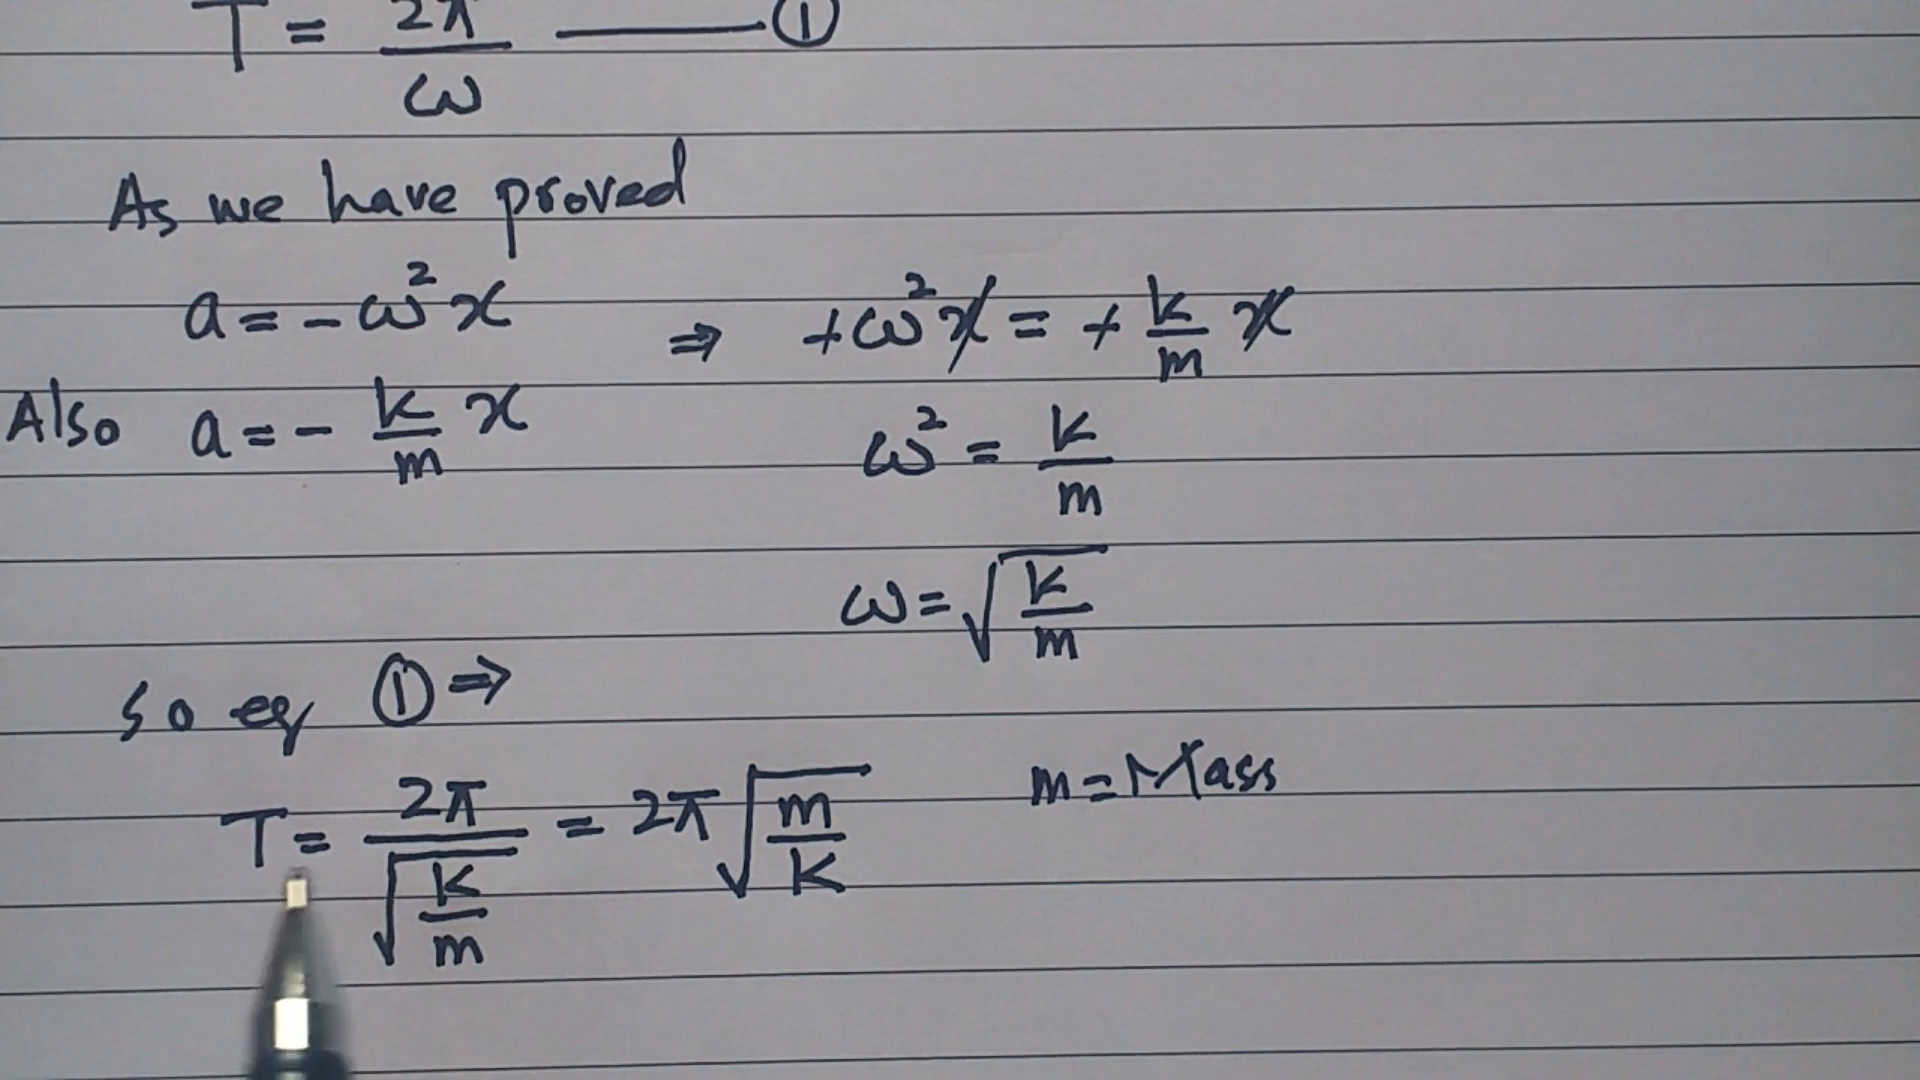 T = 2π/ω ——— ①
As we have proved
a = - ω²x ⇒ +ω²x = + k/m x
Also a = - k/m x
ω² = k/m
ω = √(k/m)
So eq ① ⇒
T = 2π/√(k/m) = 2π√(m/k) m = Mass